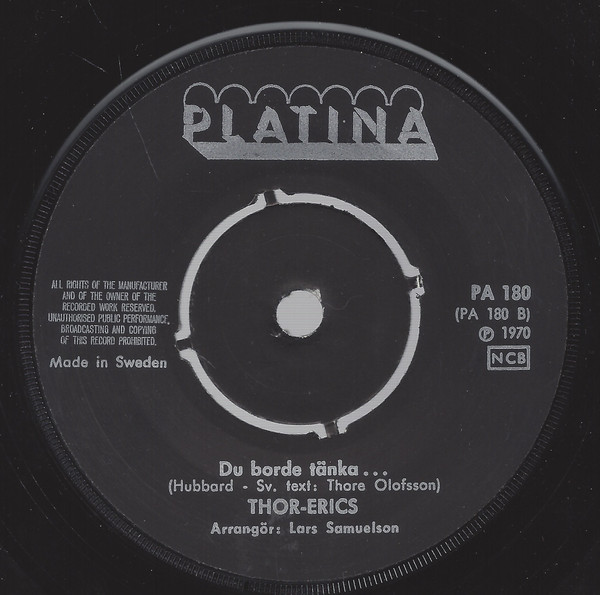 PLATINA
ALL RIGHTS OF THE MANUFACTURER
AND OF THE OWNER OF THE
RECORDED WORK RESERVED.
UNAUTHORISED PUBLIC PERFORMANCE,
BROADCASTING AND COPYING
OF THIS RECORD PROHIBITED.
Made in Sweden
PA 180
(PA 180 B)
Ⓟ 1970
NCB
Du borde tänka...
(Hubbard - Sv. text: Thore Olofsson)
THOR-ERICS
Arrangör: Lars Samuelson